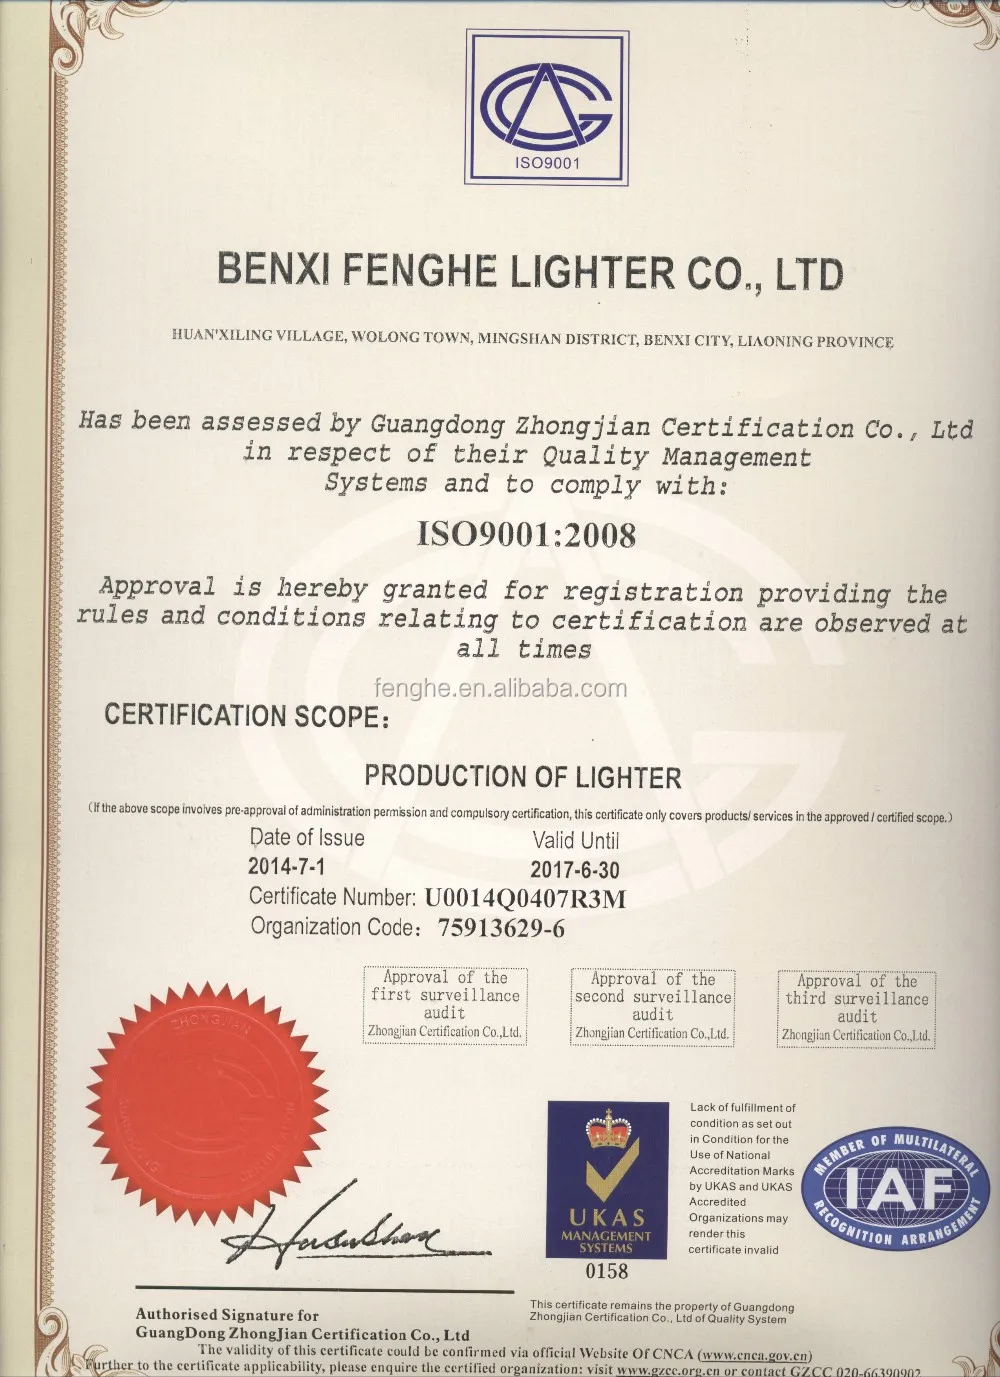 ISO9001
BENXI FENGHE LIGHTER CO., LTD
HUAN'XILING VILLAGE, WOLONG TOWN, MINGSHAN DISTRICT, BENXI CITY, LIAONING PROVINCE
Has been assessed by Guangdong Zhongjian Certification Co., Ltd
in respect of their Quality Management
Systems and to comply with:
ISO9001:2008
Approval is hereby granted for registration providing the
rules and conditions relating to certification are observed at
all times
fenghe.en.alibaba.com
CERTIFICATION SCOPE:
PRODUCTION OF LIGHTER
(If the above scope involves pre-approval of administration permission and compulsory certification, this certificate only covers products/ services in the approved / certified scope.)
Date of Issue Valid Until
2014-7-1 2017-6-30
Certificate Number: U0014Q0407R3M
Organization Code: 75913629-6
Approval of the
first surveillance
audit
Zhongjian Certification Co.,Ltd.
Approval of the
second surveillance
audit
Zhongjian Certification Co.,Ltd.
Approval of the
third surveillance
audit
Zhongjian Certification Co.,Ltd.
ZHONGJIAN
UKAS
MANAGEMENT
SYSTEMS
0158
Lack of fulfillment of
condition as set out
in Condition for the
Use of National
Accreditation Marks
by UKAS and UKAS
Accredited
Organizations may
render this
certificate invalid
MEMBER OF MULTILATERAL
IAF
RECOGNITION ARRANGEMENT
This certificate remains the property of Guangdong
Zhongjian Certification Co., Ltd of Quality System
Authorised Signature for
GuangDong ZhongJian Certification Co., Ltd
The validity of this certificate could be confirmed via official Website Of CNCA (www.cnca.gov.cn)
Further to the certificate applicability, please enquire the certified organization: visit www.gzcc.org.cn or contact GZCC 020-66390902